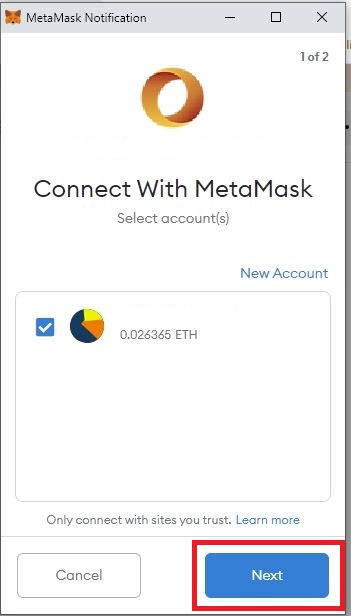 MetaMask Notification
1 of 2
Connect With MetaMask
Select account(s)
New Account
0.026365 ETH
Only connect with sites you trust. Learn more
Cancel
Next